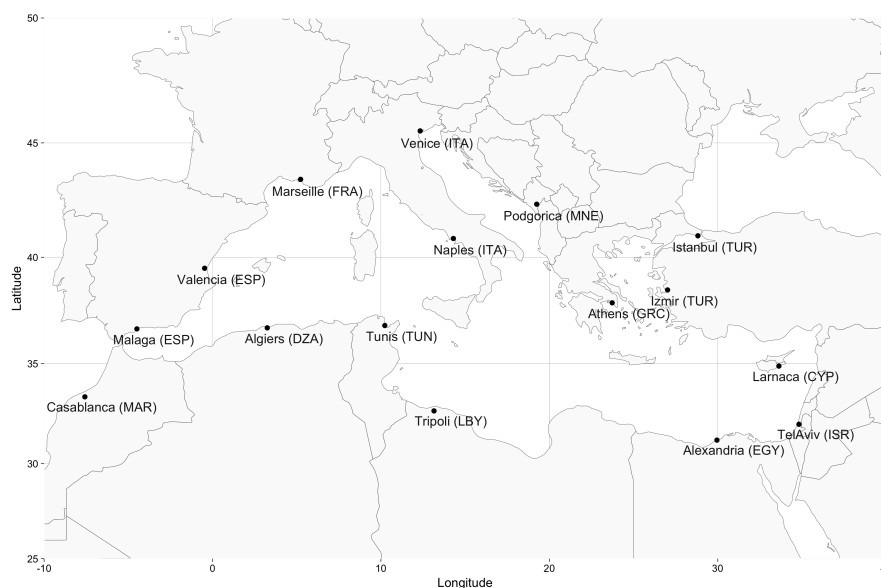 50
45
Venice (ITA)
Marseille (FRA)
Podgorica (MNE)
Istanbul (TUR)
40
Naples (ITA)
Latitude
Valencia (ESP)
Izmir (TUR)
Athens (GRC)
Malaga (ESP)
Algiers (DZA)
Tunis (TUN)
35
Larnaca (CYP)
Casablanca (MAR)
Tripoli (LBY)
TelAviv (ISR)
Alexandria (EGY)
30
25
-10 0 10 20 30
Longitude